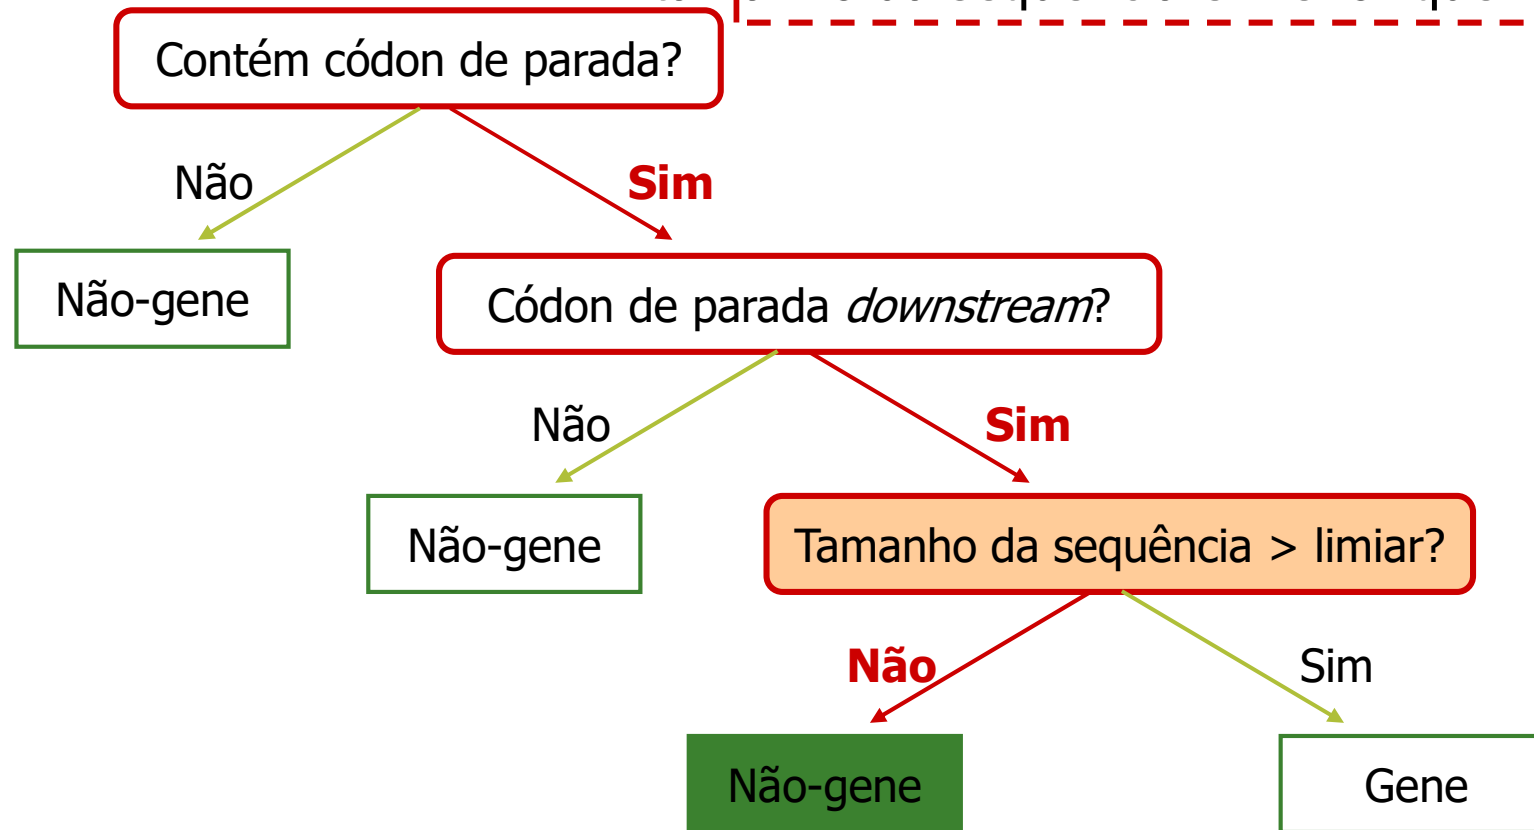 Contém códon de parada?
Não
Sim
Não-gene
Códon de parada downstream?
Não
Sim
Não-gene
Tamanho da sequência > limiar?
Não
Sim
Não-gene
Gene